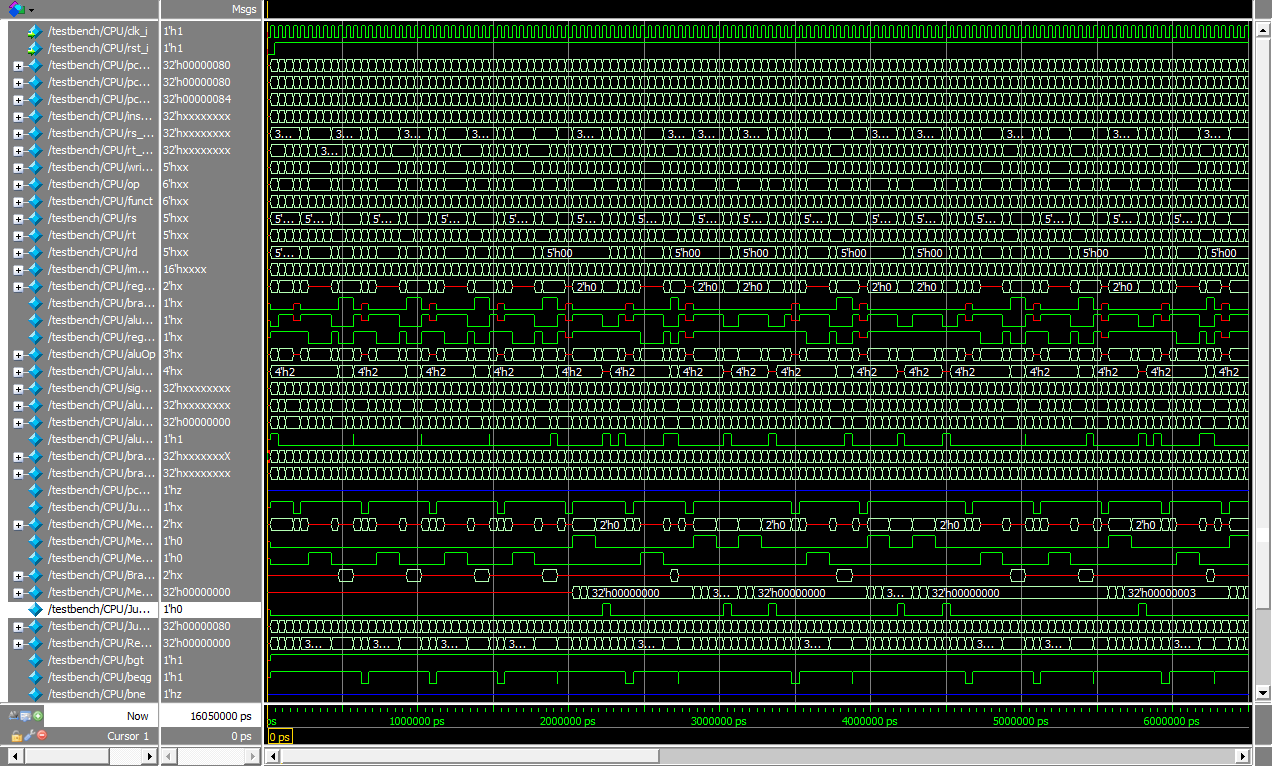 Msgs
/testbench/CPU/clk_i 1'h1
/testbench/CPU/rst_i 1'h1
/testbench/CPU/pc... 32'h00000080
/testbench/CPU/pc... 32'h00000080
/testbench/CPU/pc... 32'h00000084
/testbench/CPU/ins... 32'hxxxxxxxx
/testbench/CPU/rs_... 32'hxxxxxxxx 3... 3... 3... 3... 3... 3... 3... 3... 3... 3... 3... 3... 3...
/testbench/CPU/rt_... 32'hxxxxxxxx 3...
/testbench/CPU/wri... 5'hxx
/testbench/CPU/op 6'hxx
/testbench/CPU/funct 6'hxx
/testbench/CPU/rs 5'hxx 5'... 5'... 5'... 5'... 5'... 5'... 5'... 5'... 5'... 5'... 5'... 5'... 5'... 5'... 5'... 5'...
/testbench/CPU/rt 5'hxx
/testbench/CPU/rd 5'hxx 5'... 5'h00 5'h00 5'h00 5'h00 5'h00 5'h00 5'h00
/testbench/CPU/im... 16'hxxxx
/testbench/CPU/reg... 2'hx 2'h0 2'h0 2'h0 2'h0 2'h0 2'h0
/testbench/CPU/bra... 1'hx
/testbench/CPU/alu... 1'hx
/testbench/CPU/reg... 1'hx
/testbench/CPU/aluOp 3'hx
/testbench/CPU/alu... 4'hx 4'h2 4'h2 4'h2 4'h2 4'h2 4'h2 4'h2 4'h2 4'h2 4'h2 4'h2 4'h2 4'h2 4'h2 4'h2 4'h2
/testbench/CPU/sig... 32'hxxxxxxxx
/testbench/CPU/alu... 32'hxxxxxxxx
/testbench/CPU/alu... 32'h00000000
/testbench/CPU/alu... 1'h1
/testbench/CPU/bra... 32'hxxxxxxxX
/testbench/CPU/bra... 32'hxxxxxxxx
/testbench/CPU/pc... 1'hz
/testbench/CPU/Ju... 1'hx
/testbench/CPU/Me... 2'hx 2'h0 2'h0 2'h0 2'h0
/testbench/CPU/Me... 1'h0
/testbench/CPU/Me... 1'h0
/testbench/CPU/Bra... 2'hx
/testbench/CPU/Me... 32'h00000000 32'h00000000 3... 32'h00000000 3... 32'h00000000 32'h00000003
/testbench/CPU/Ju... 1'h0
/testbench/CPU/Ju... 32'h00000080
/testbench/CPU/Re... 32'h00000000 3... 3... 3... 3... 3... 3... 3... 3... 3...
/testbench/CPU/bgt 1'h1
/testbench/CPU/beqg 1'h1
/testbench/CPU/bne 1'hz
Now 16050000 ps ps 1000000 ps 2000000 ps 3000000 ps 4000000 ps 5000000 ps 6000000 ps
Cursor 1 0 ps 0 ps